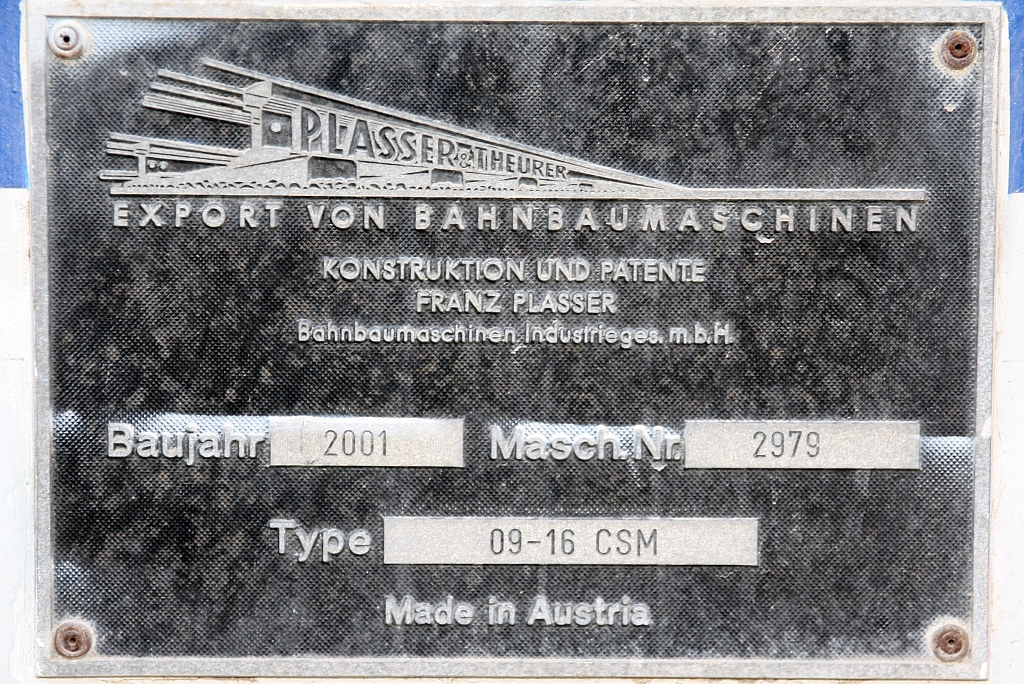 PLASSER & THEURER
EXPORT VON BAHNBAUMASCHINEN
KONSTRUKTION UND PATENTE
FRANZ PLASSER
Bahnbaumaschinen Industrieges. m.b.H.
Baujahr 2001 Masch.Nr. 2979
Type 09-16 CSM
Made in Austria